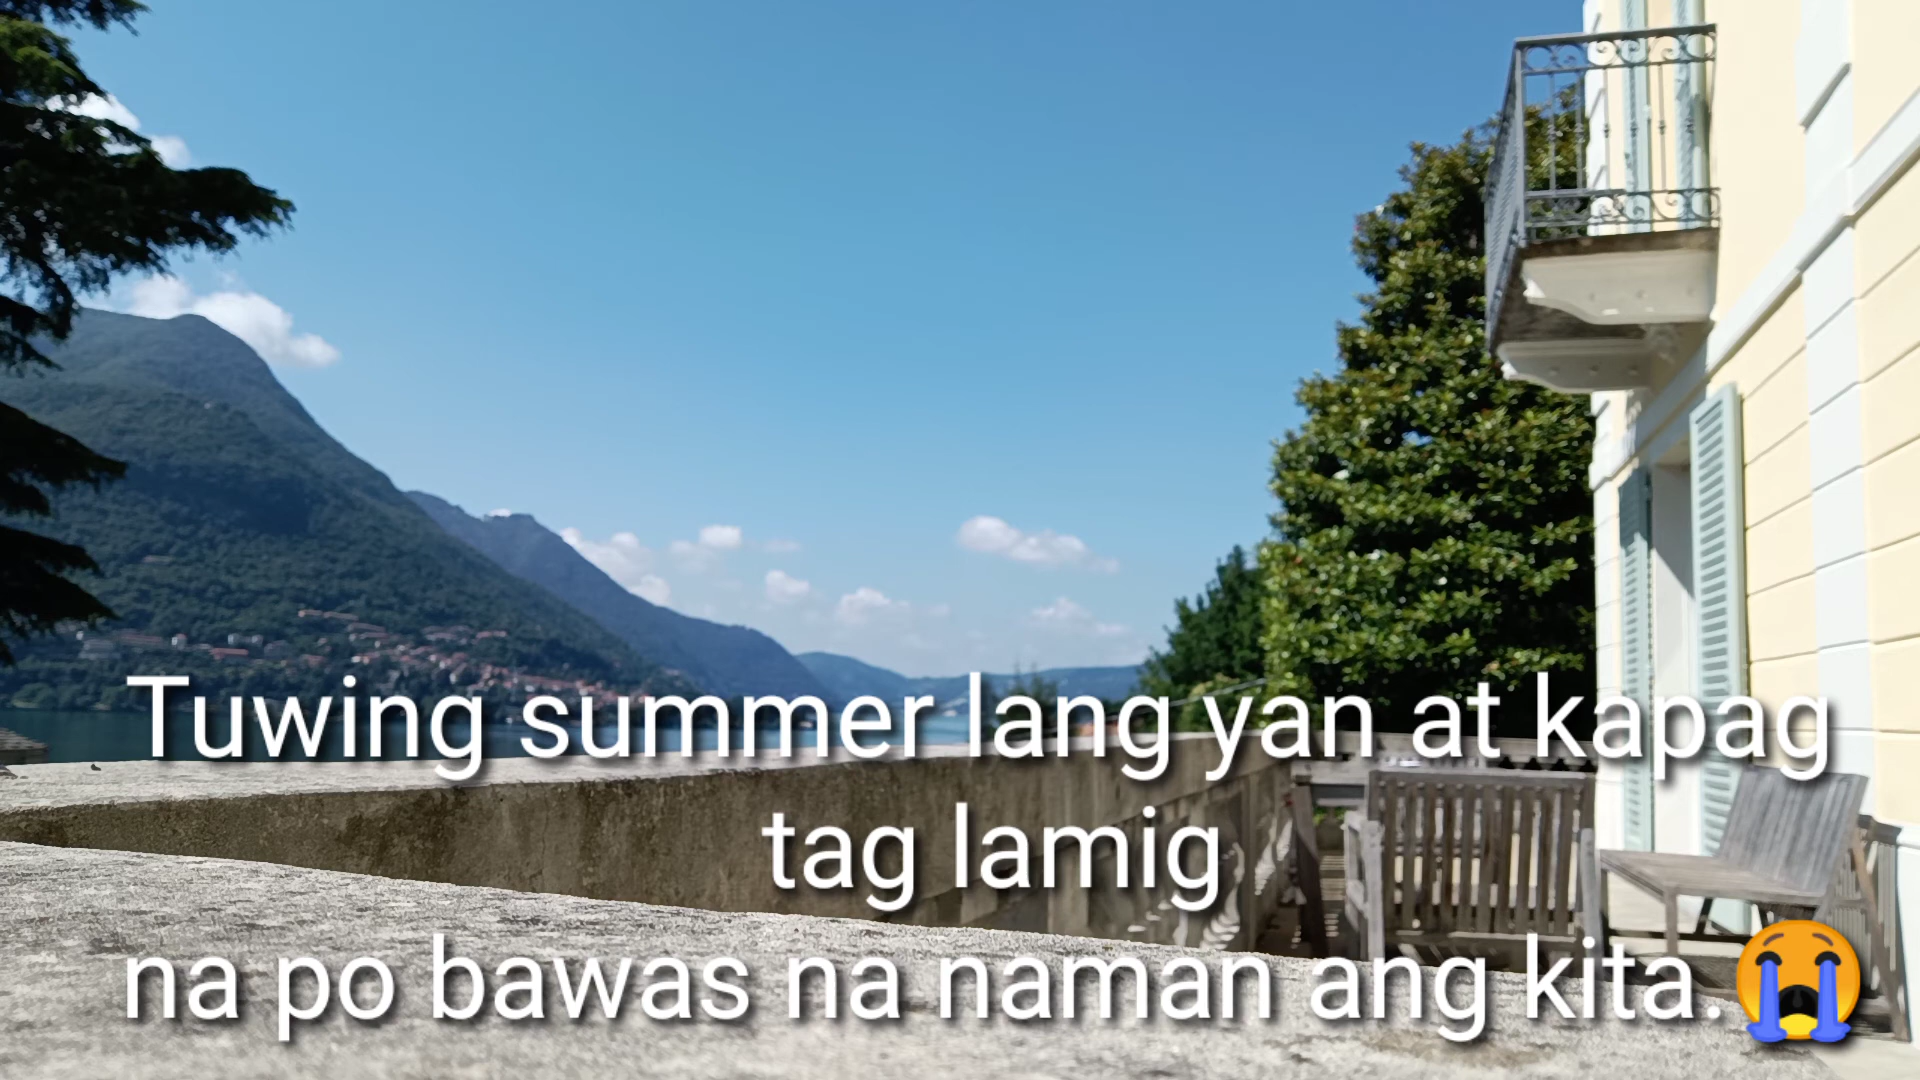 Tuwing summer lang yan at kapag
tag lamig
na po bawas na naman ang kita.😭